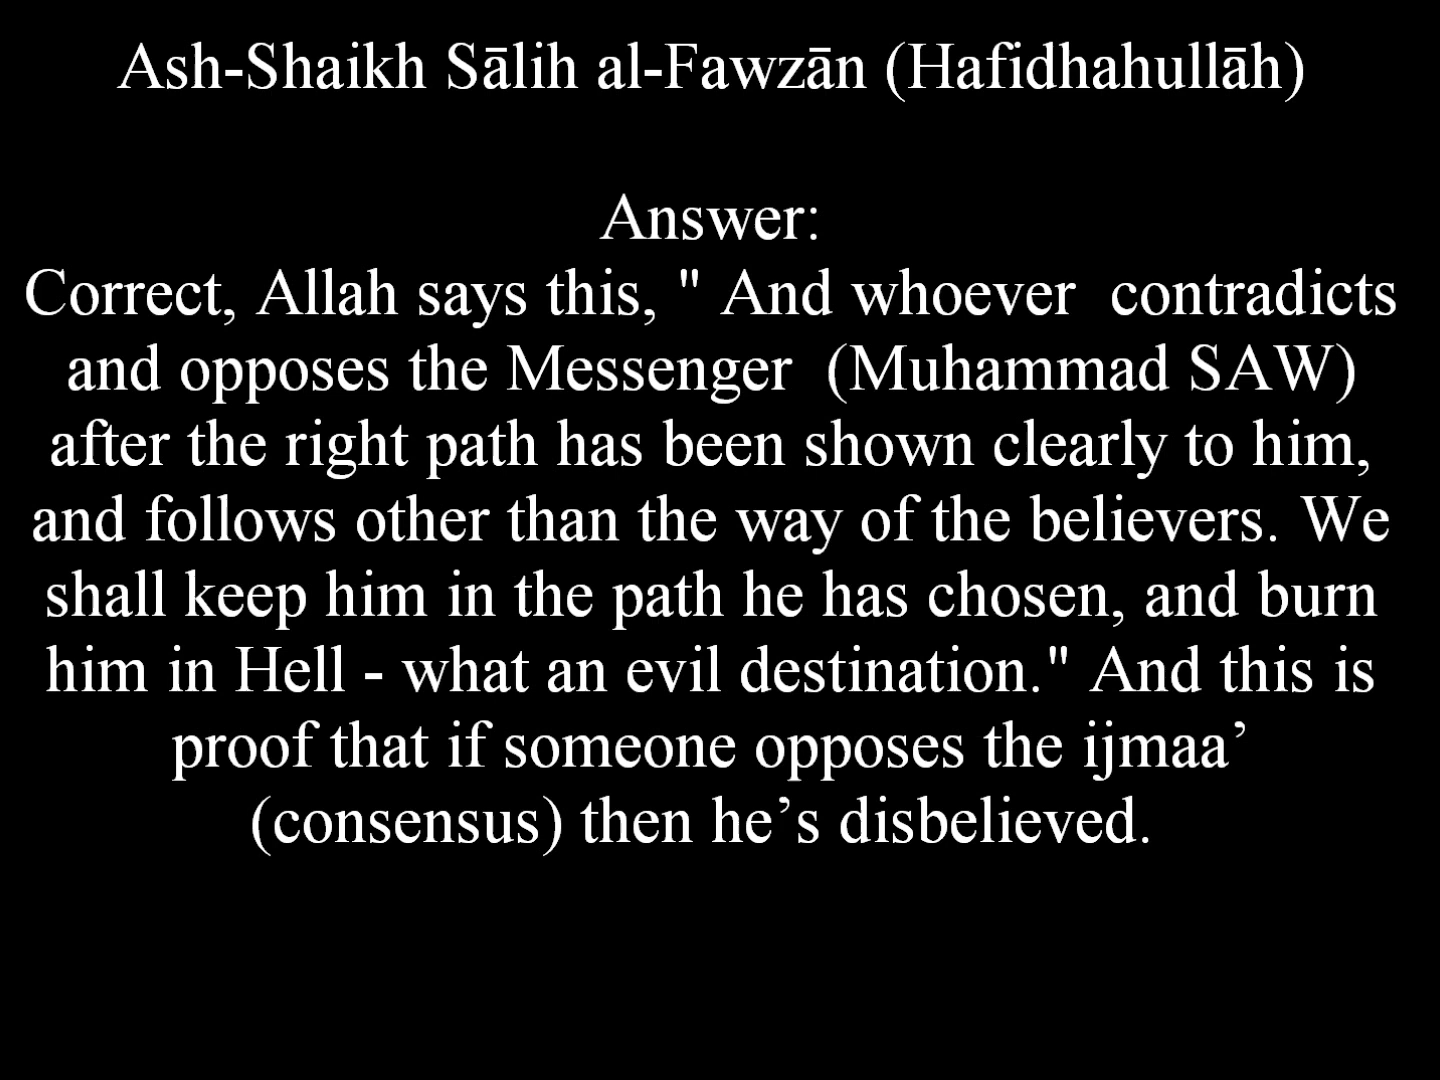 Ash-Shaikh Sālih al-Fawzān (Hafidhahullāh)
Answer:
Correct, Allah says this, " And whoever  contradicts
and opposes the Messenger  (Muhammad SAW)
after the right path has been shown clearly to him,
and follows other than the way of the believers. We
shall keep him in the path he has chosen, and burn
him in Hell - what an evil destination." And this is
proof that if someone opposes the ijmaa’
(consensus) then he’s disbelieved.